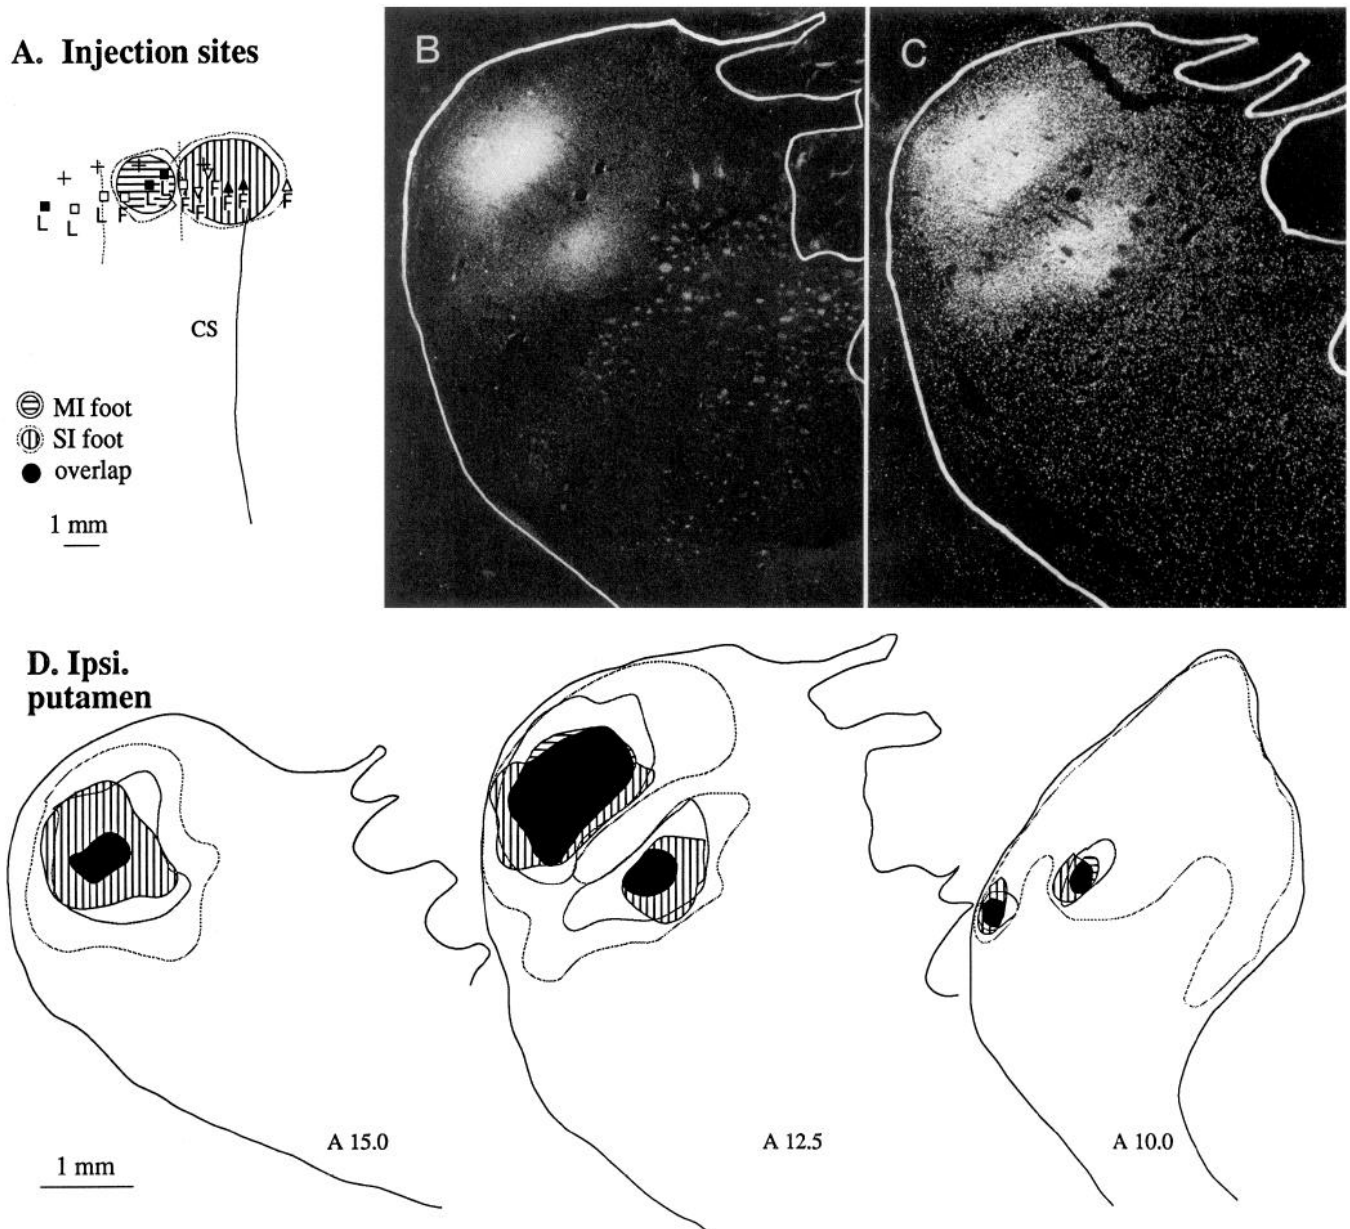 A. Injection sites
B
C
L L L F L L F F I F F F
CS
MI foot
SI foot
overlap
1 mm
D. Ipsi.
putamen
A 15.0
A 12.5
A 10.0
1 mm